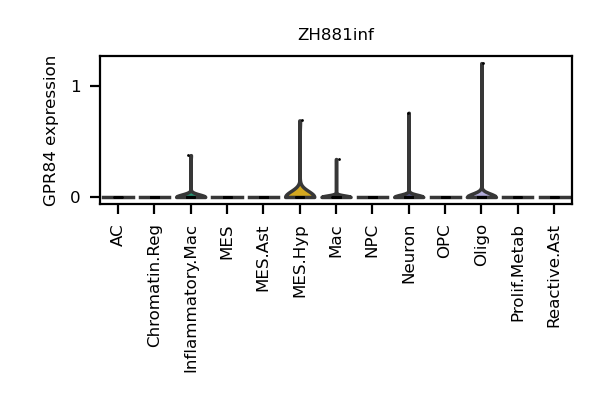 ZH881inf
GPR84 expression
1
0
AC
Chromatin.Reg
Inflammatory.Mac
MES
MES.Ast
MES.Hyp
Mac
NPC
Neuron
OPC
Oligo
Prolif.Metab
Reactive.Ast